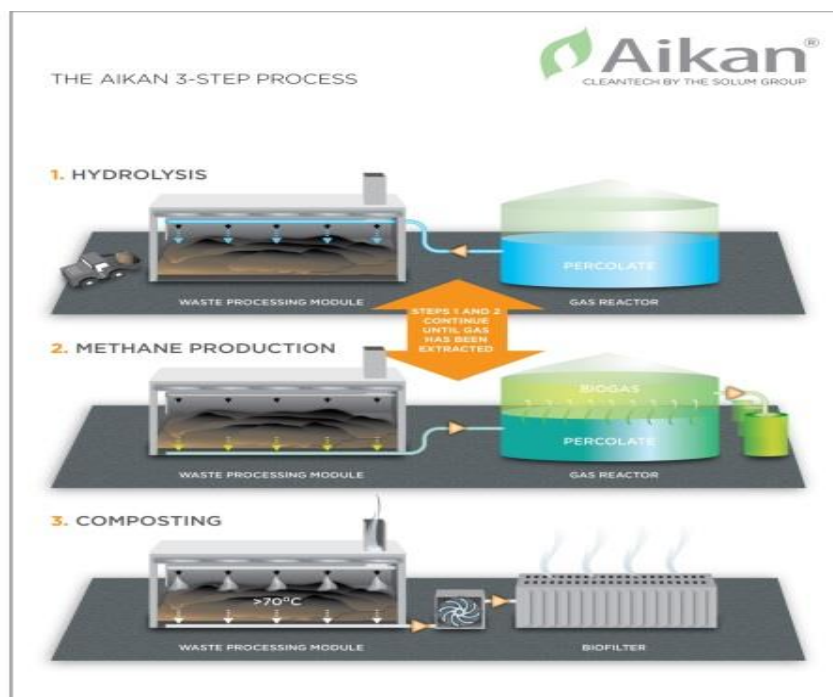 Aikan®
CLEANTECH BY THE SOLUM GROUP
THE AIKAN 3-STEP PROCESS
1. HYDROLYSIS
PERCOLATE
WASTE PROCESSING MODULE
GAS REACTOR
STEPS 1 AND 2
CONTINUE
UNTIL GAS
HAS BEEN
EXTRACTED
2. METHANE PRODUCTION
BIOGAS
PERCOLATE
WASTE PROCESSING MODULE
GAS REACTOR
3. COMPOSTING
>70°C
WASTE PROCESSING MODULE
BIOFILTER